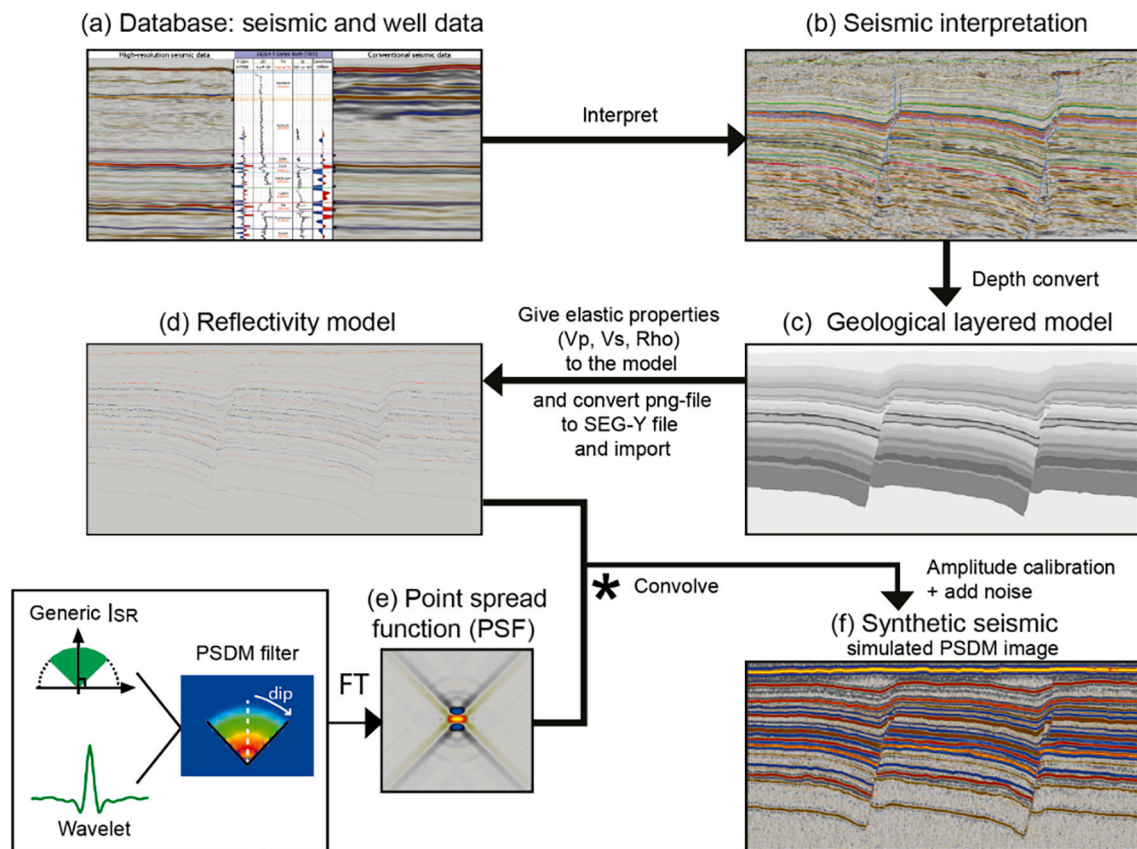 (a) Database: seismic and well data
High-resolution seismic data
Conventional seismic data
Interpret
(b) Seismic interpretation
Depth convert
(c) Geological layered model
Give elastic properties
(Vp, Vs, Rho)
to the model
and convert png-file
to SEG-Y file
and import
(d) Reflectivity model
Generic ISR
Wavelet
PSDM filter
dip
FT
(e) Point spread
function (PSF)
* Convolve
Amplitude calibration
+ add noise
(f) Synthetic seismic
simulated PSDM image